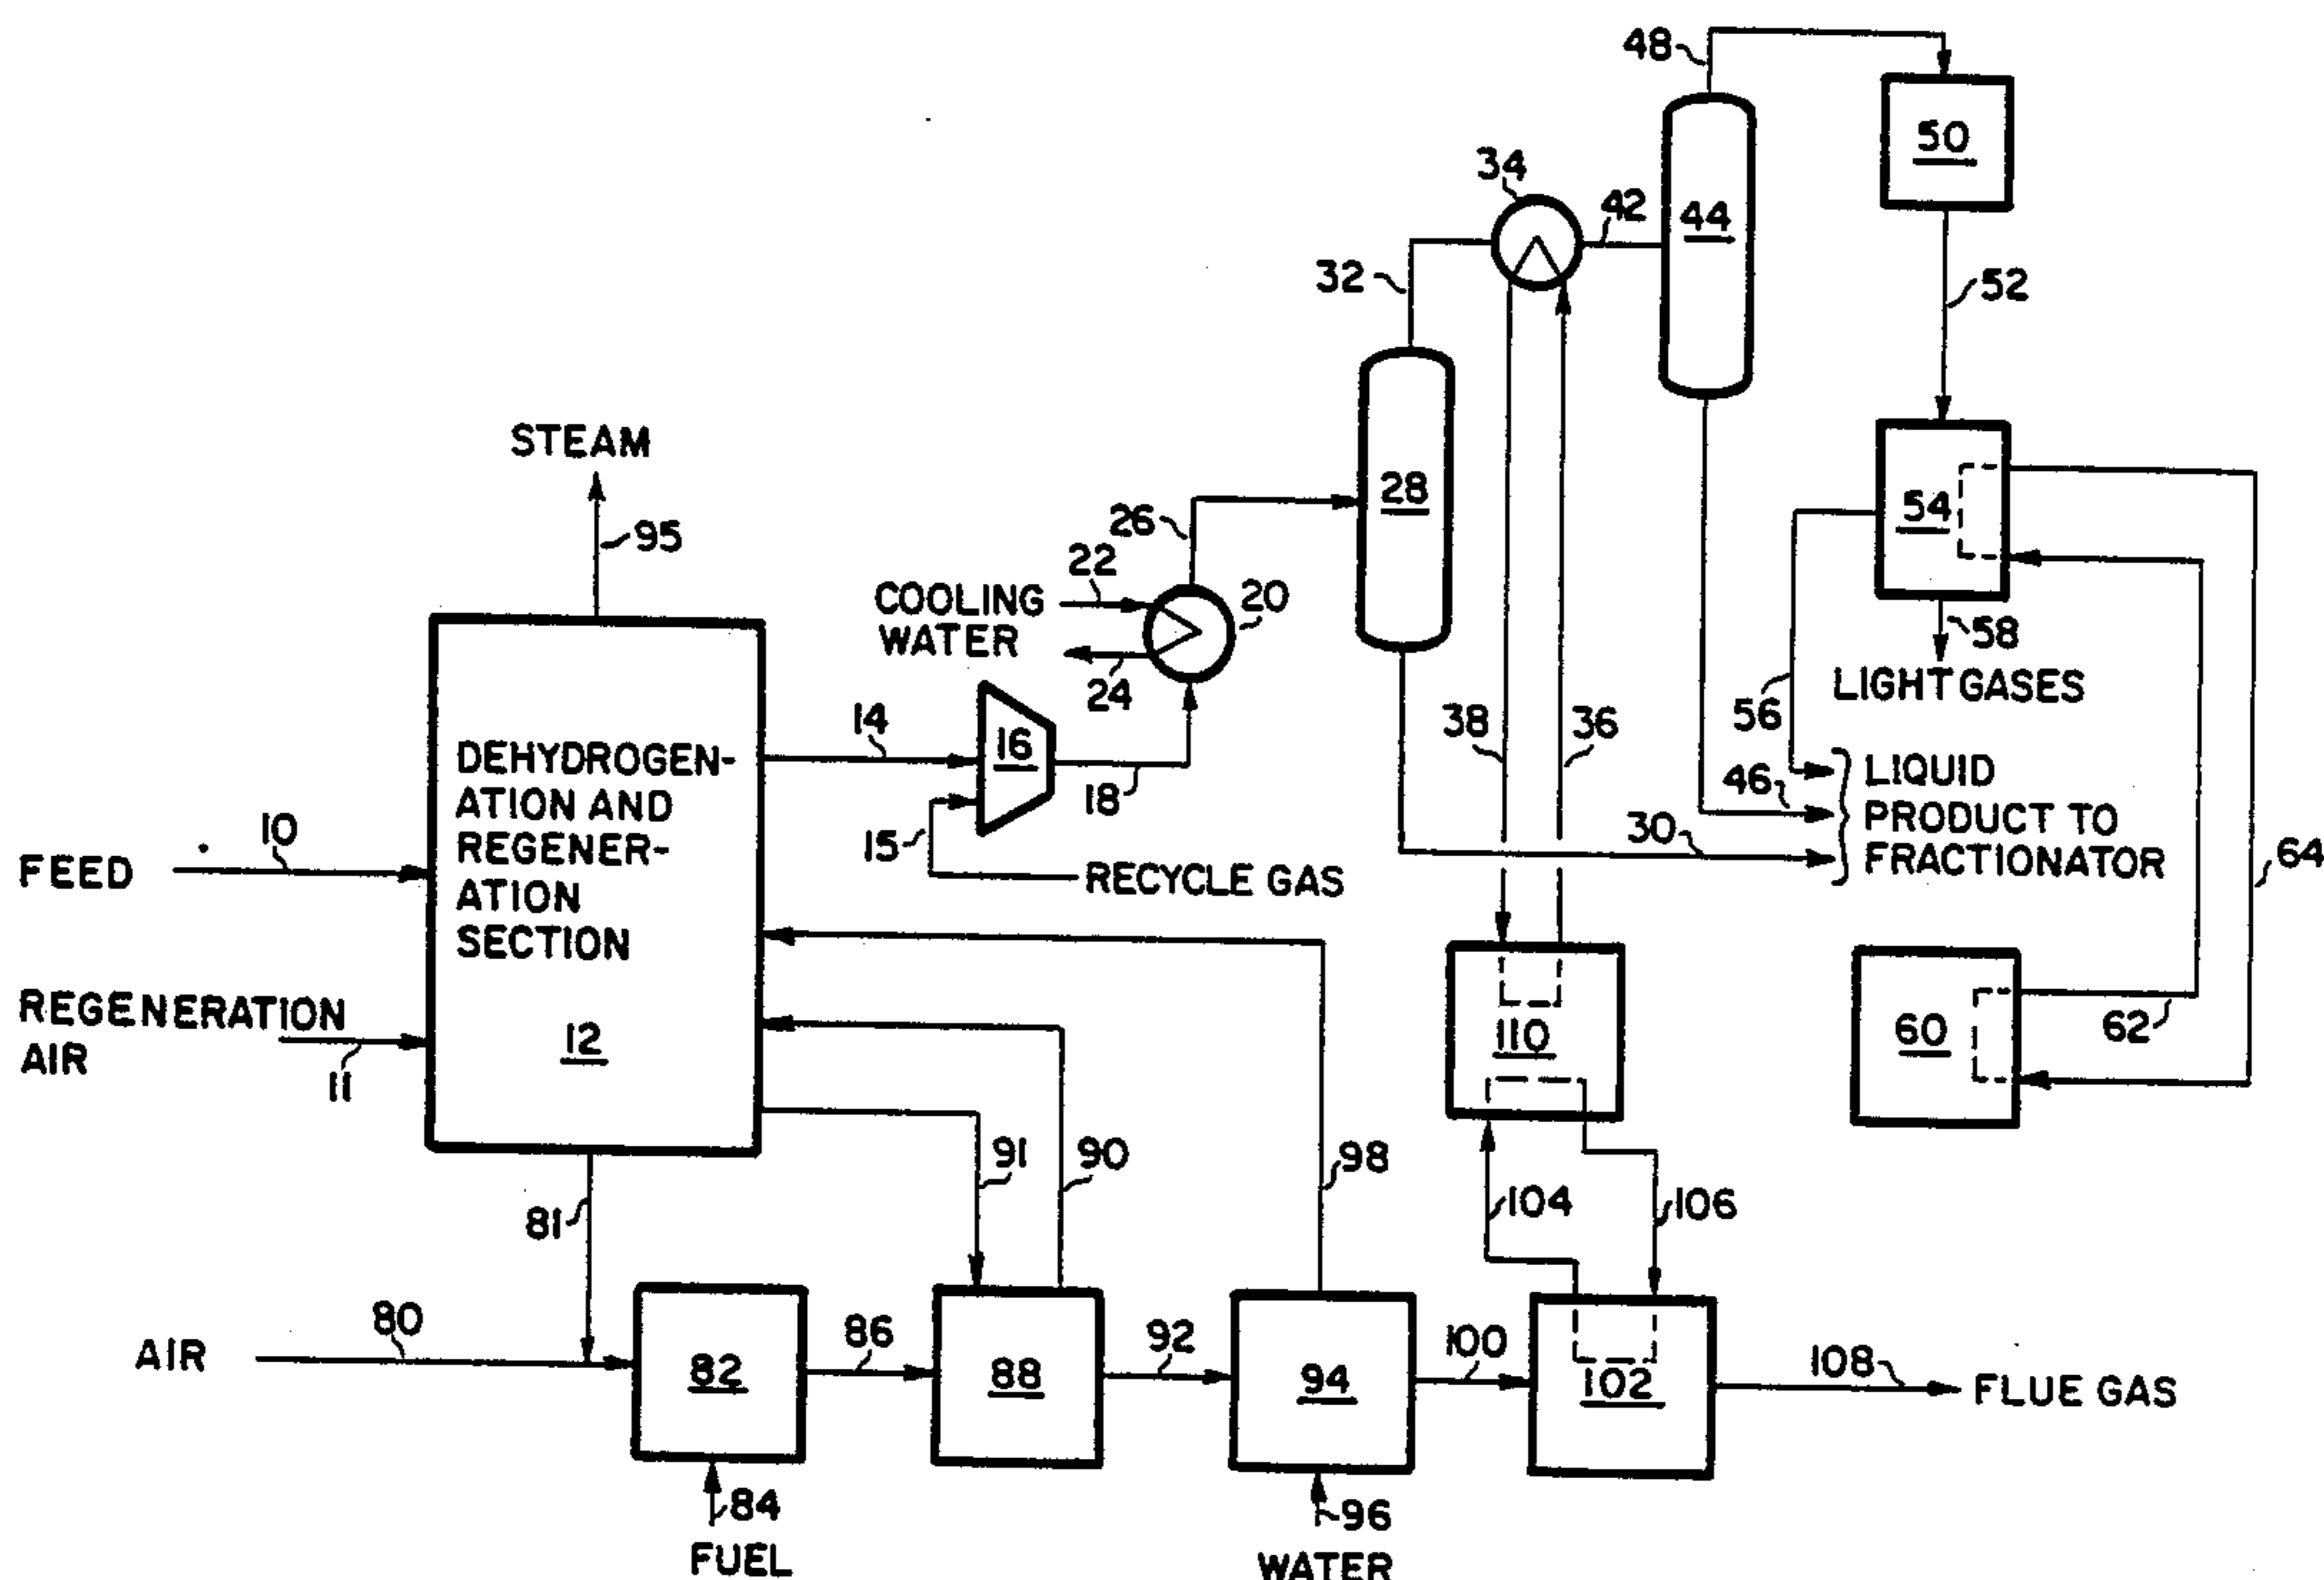 48
50
34
42
44
32
52
STEAM
95
28
54
26
22
COOLING
WATER
20
24
58
LIGHT GASES
56
14
16
18
38
36
DEHYDROGEN-
ATION AND
REGENER-
ATION
SECTION
12
LIQUID
PRODUCT TO
FRACTIONATOR
46
30
64
15
RECYCLE GAS
10
FEED
REGENERATION
AIR
11
110
60
62
91
90
98
81
104
106
AIR
80
82
86
88
92
94
100
102
108
FLUE GAS
84
FUEL
96
WATER